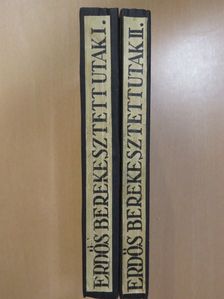 ERDŐS BEREKESZTETT UTAK I.
ERDŐS BEREKESZTETT UTAK II.